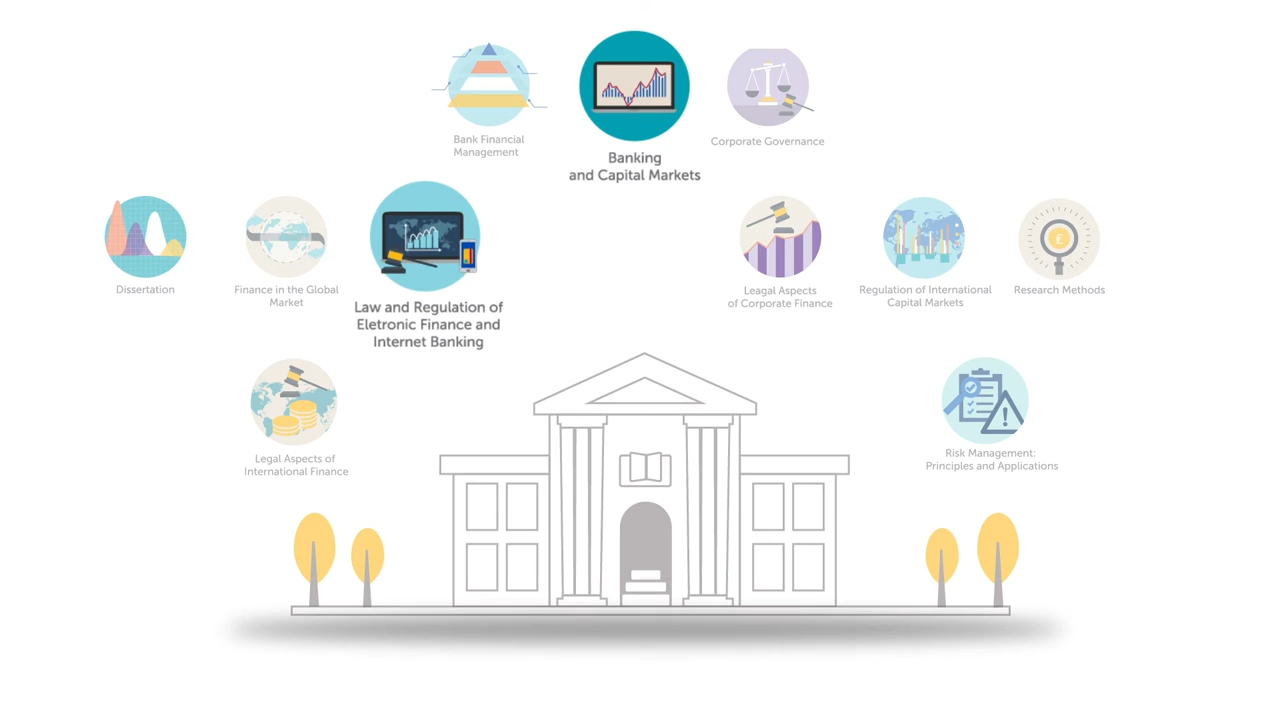 Bank Financial
Management
Banking
and Capital Markets
Corporate Governance
Dissertation
Finance in the Global
Market
Law and Regulation of
Eletronic Finance and
Internet Banking
Leagal Aspects
of Corporate Finance
Regulation of International
Capital Markets
Research Methods
£
Legal Aspects of
International Finance
Risk Management:
Principles and Applications